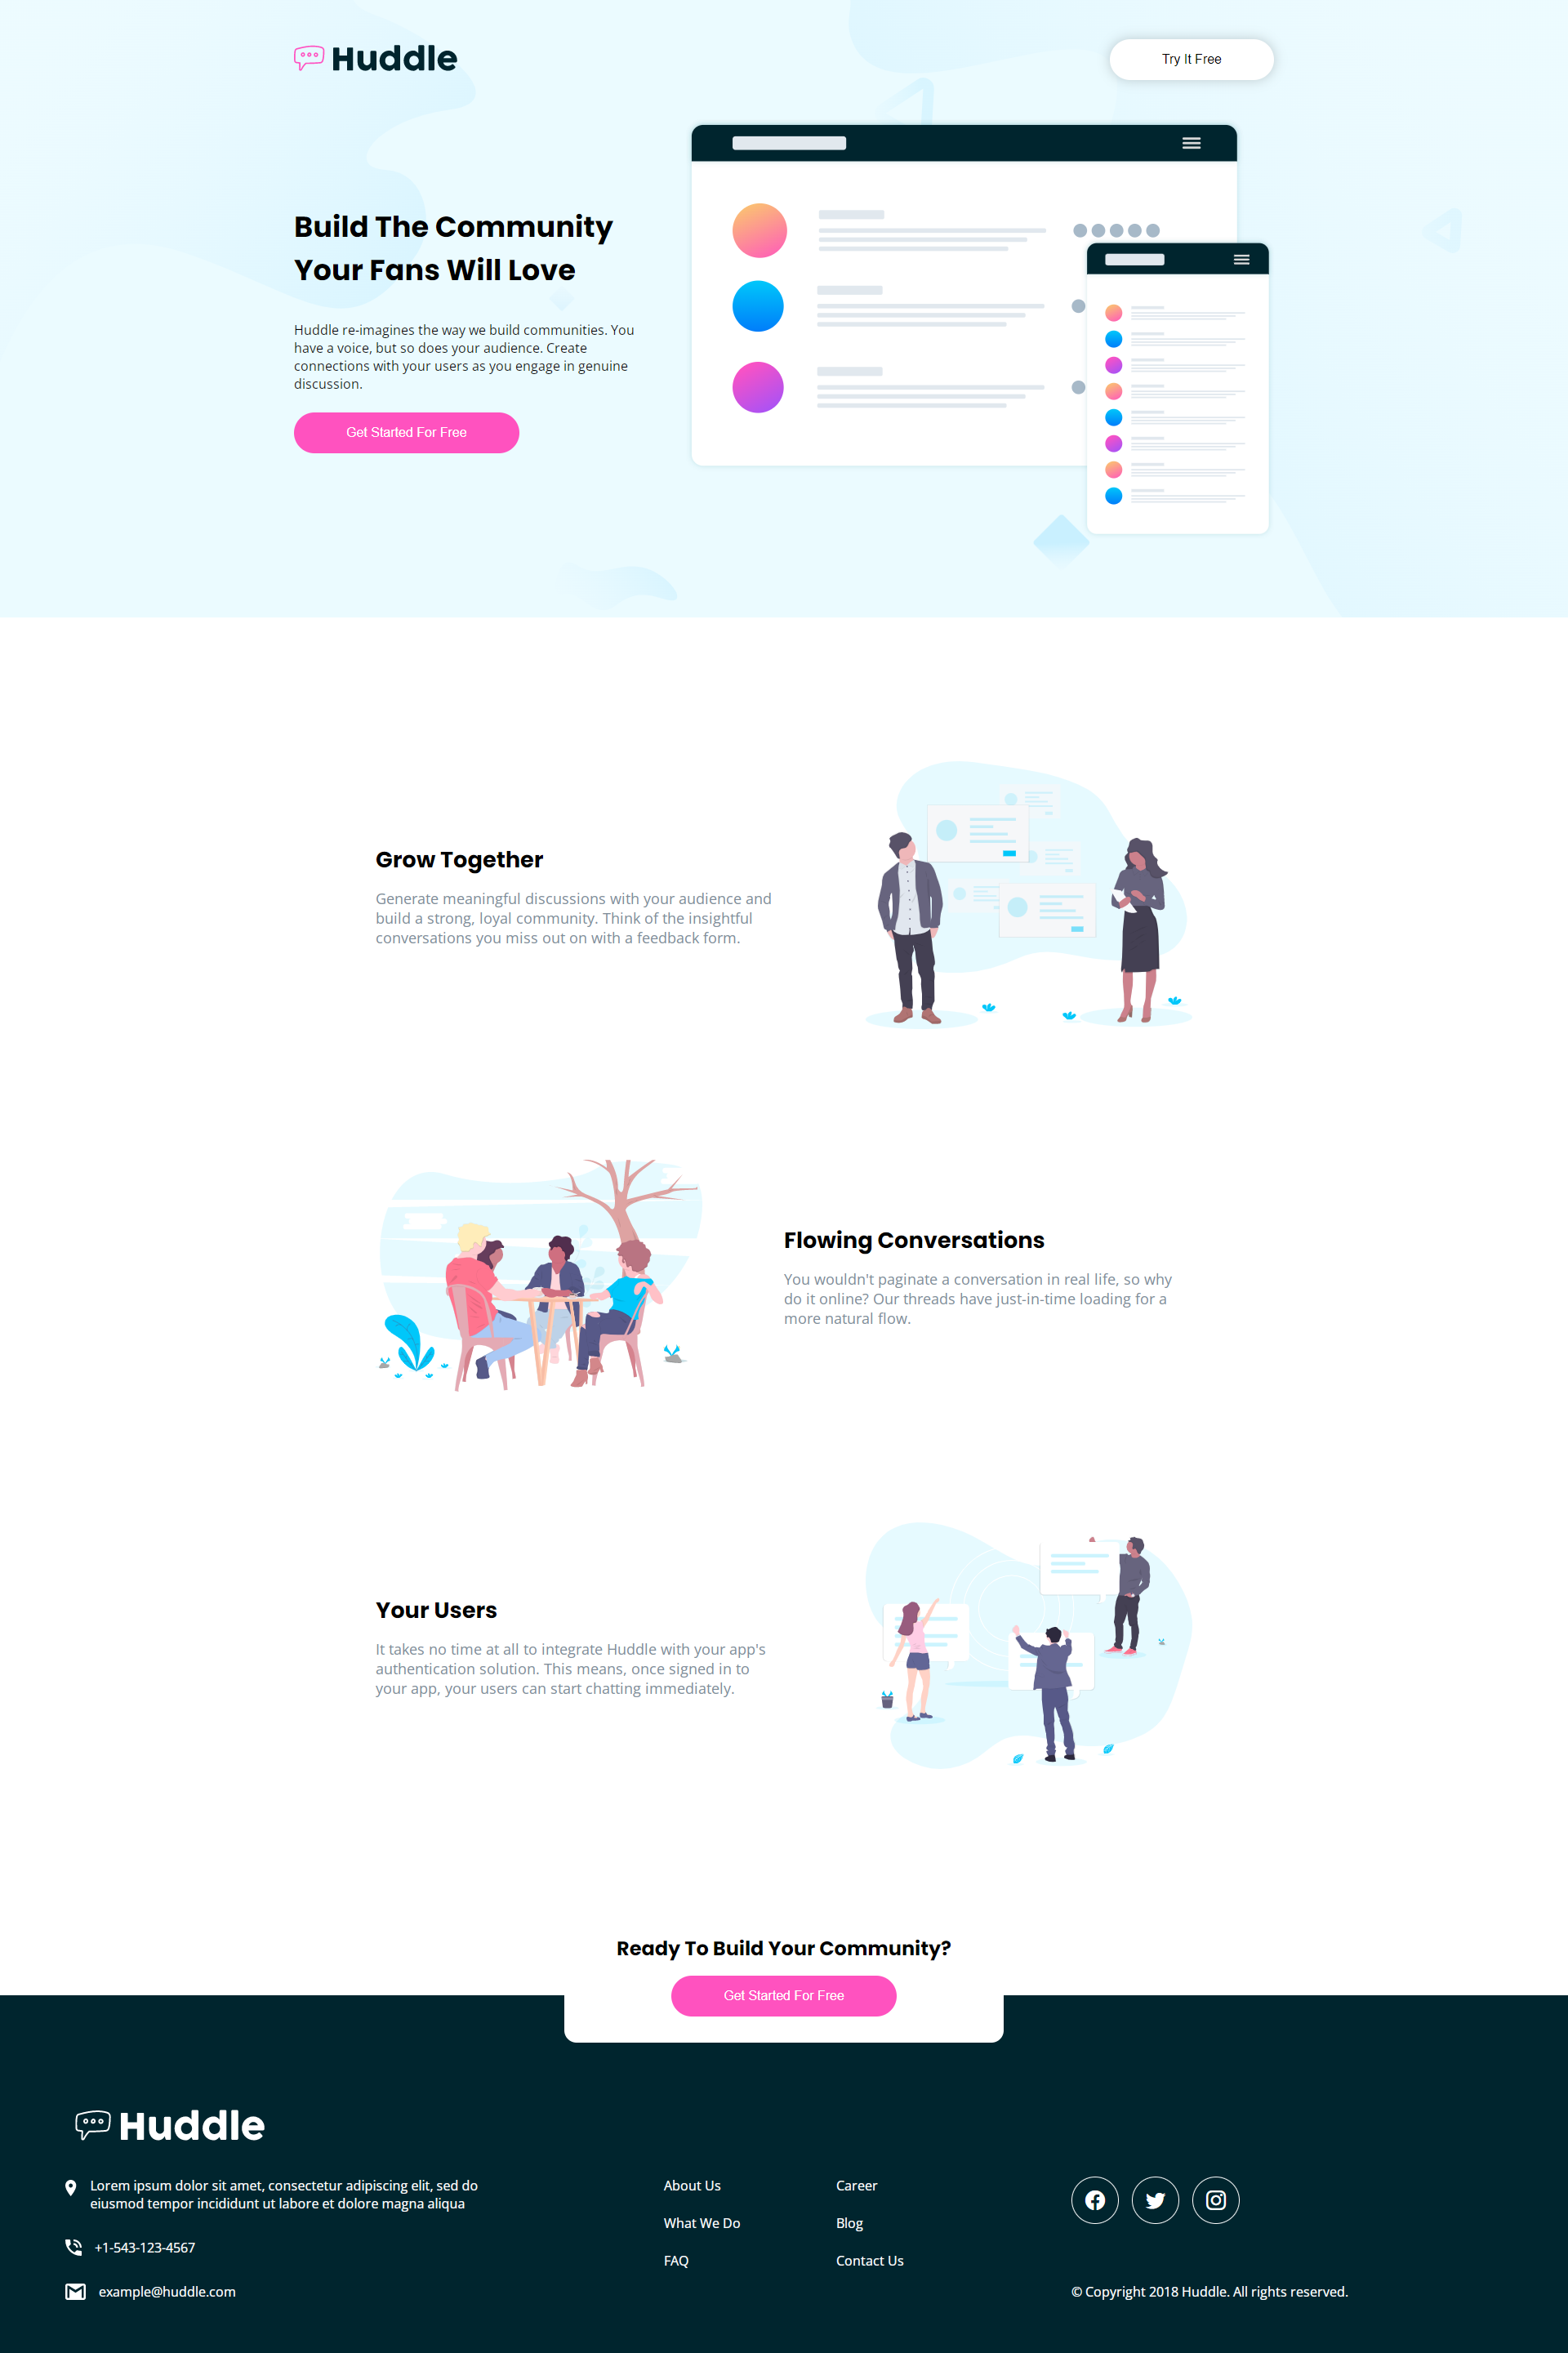 Huddle
Try It Free
Build The Community
Your Fans Will Love
Huddle re-imagines the way we build communities. You
have a voice, but so does your audience. Create
connections with your users as you engage in genuine
discussion.
Get Started For Free
Grow Together
Generate meaningful discussions with your audience and
build a strong, loyal community. Think of the insightful
conversations you miss out on with a feedback form.
Flowing Conversations
You wouldn't paginate a conversation in real life, so why
do it online? Our threads have just-in-time loading for a
more natural flow.
Your Users
It takes no time at all to integrate Huddle with your app's
authentication solution. This means, once signed in to
your app, your users can start chatting immediately.
Ready To Build Your Community?
Get Started For Free
Huddle
Lorem ipsum dolor sit amet, consectetur adipiscing elit, sed do
eiusmod tempor incididunt ut labore et dolore magna aliqua
+1-543-123-4567
example@huddle.com
About Us
What We Do
FAQ
Career
Blog
Contact Us
© Copyright 2018 Huddle. All rights reserved.